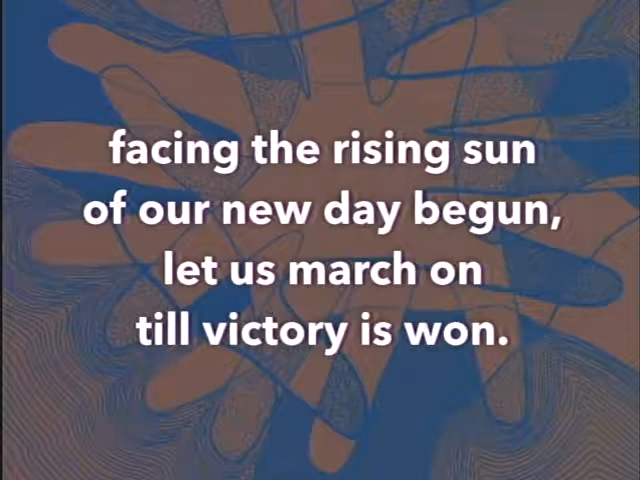 facing the rising sun
of our new day begun,
let us march on
till victory is won.